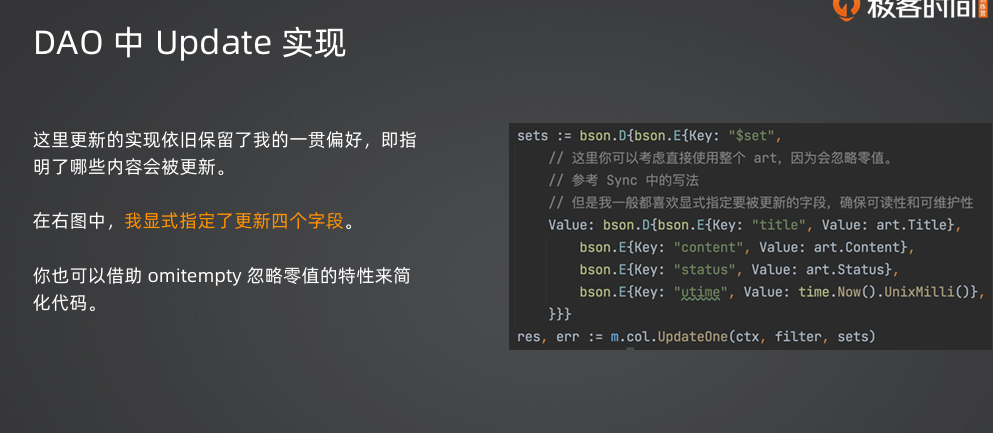 极客时间
DAO 中 Update 实现
这里更新的实现依旧保留了我的一贯偏好，即指
明了哪些内容会被更新。
在右图中，我显式指定了更新四个字段。
你也可以借助 omitempty 忽略零值的特性来简
化代码。
sets := bson.D{bson.E{Key: "$set",
// 这里你可以考虑直接使用整个 art，因为会忽略零值。
// 参考 Sync 中的写法
// 但是我一般都喜欢显式指定要被更新的字段，确保可读性和可维护性
Value: bson.D{bson.E{Key: "title", Value: art.Title},
bson.E{Key: "content", Value: art.Content},
bson.E{Key: "status", Value: art.Status},
bson.E{Key: "utime", Value: time.Now().UnixMilli()},
}}}
res, err := m.col.UpdateOne(ctx, filter, sets)